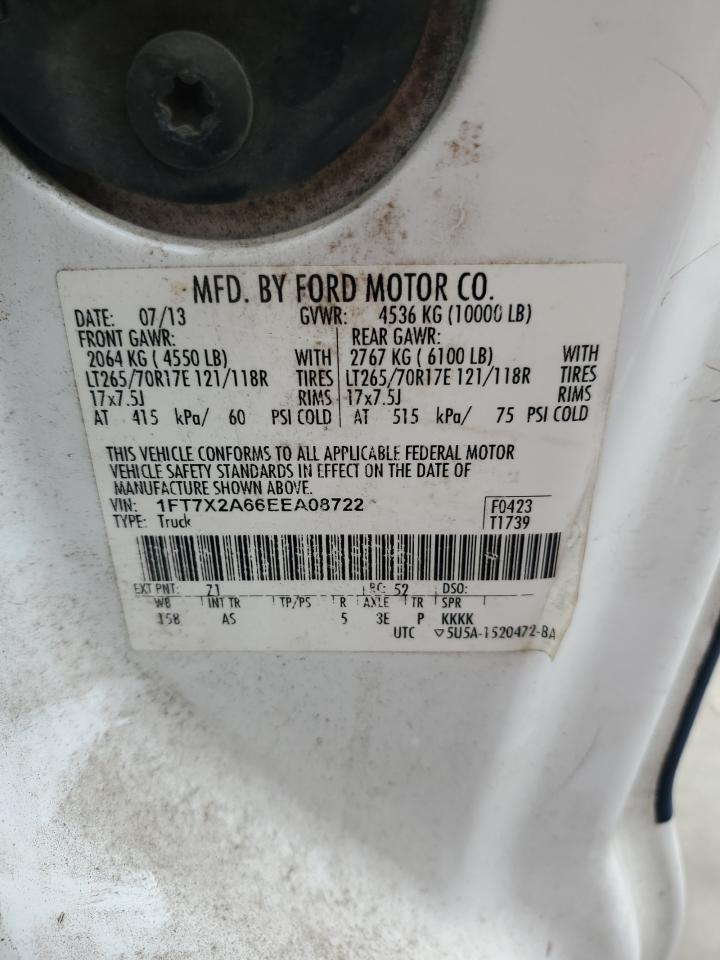 MFD. BY FORD MOTOR CO.
DATE: 07/13 GVWR: 4536 KG (10000 LB)
FRONT GAWR: REAR GAWR:
2064 KG ( 4550 LB) WITH 2767 KG ( 6100 LB) WITH
LT265/70R17E 121/118R TIRES LT265/70R17E 121/118R TIRES
17x7.5J RIMS 17x7.5J RIMS
AT 415 kPa/ 60 PSI COLD AT 515 kPa/ 75 PSI COLD
THIS VEHICLE CONFORMS TO ALL APPLICABLE FEDERAL MOTOR
VEHICLE SAFETY STANDARDS IN EFFECT ON THE DATE OF
MANUFACTURE SHOWN ABOVE.
VIN: 1FT7X2A66EEA08722 F0423
TYPE: Truck T1739
EXT PNT: Z1 RC: 52 DSO:
WB INT TR TP/PS R AXLE TR SPR
158 AS 5 3E P KKKK
UTC ▽5U5A-1520472-BA